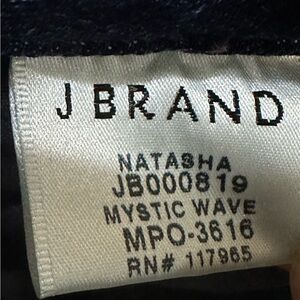 J BRAND
NATASHA
JB000819
MYSTIC WAVE
MPO-3616
RN# 117965